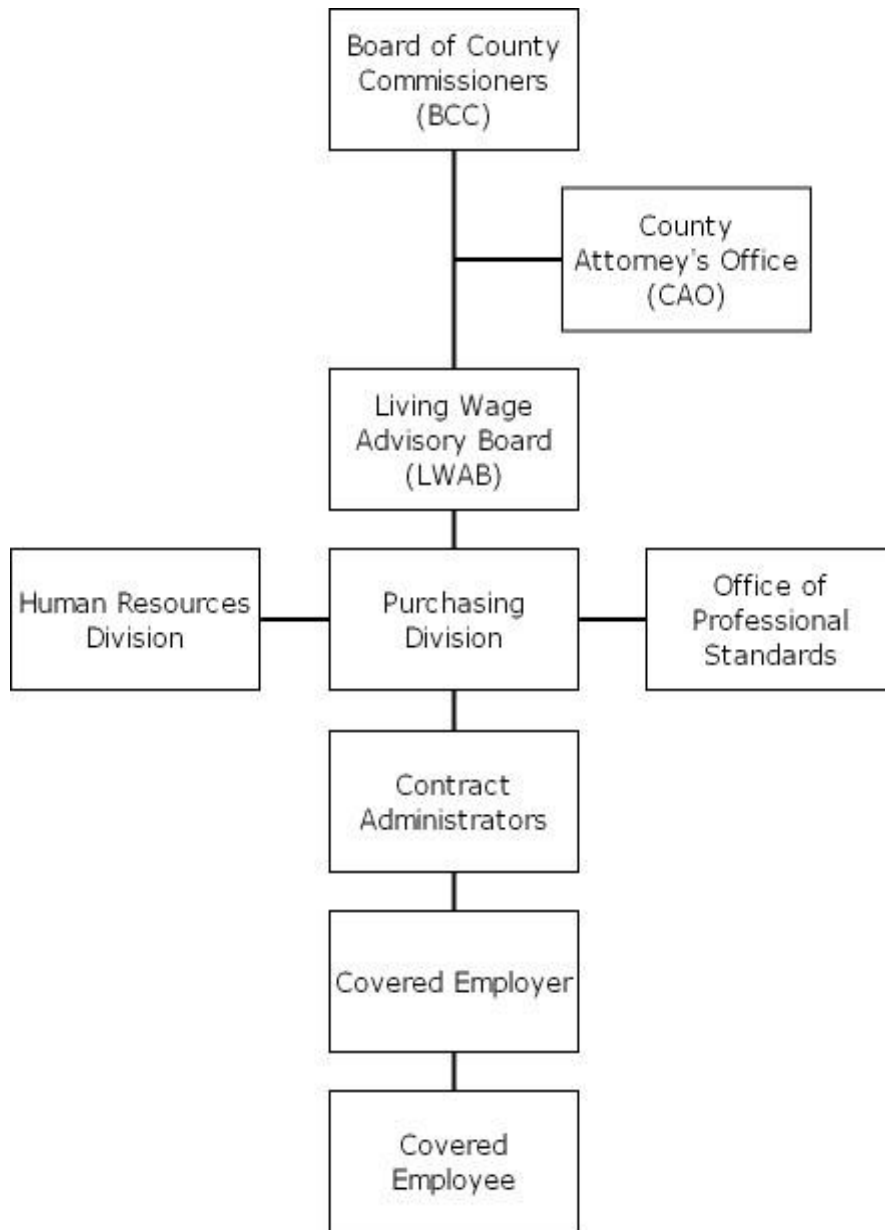 Board of County
Commissioners
(BCC)
County
Attorney's Office
(CAO)
Living Wage
Advisory Board
(LWAB)
Human Resources
Division
Purchasing
Division
Office of
Professional
Standards
Contract
Administrators
Covered Employer
Covered
Employee